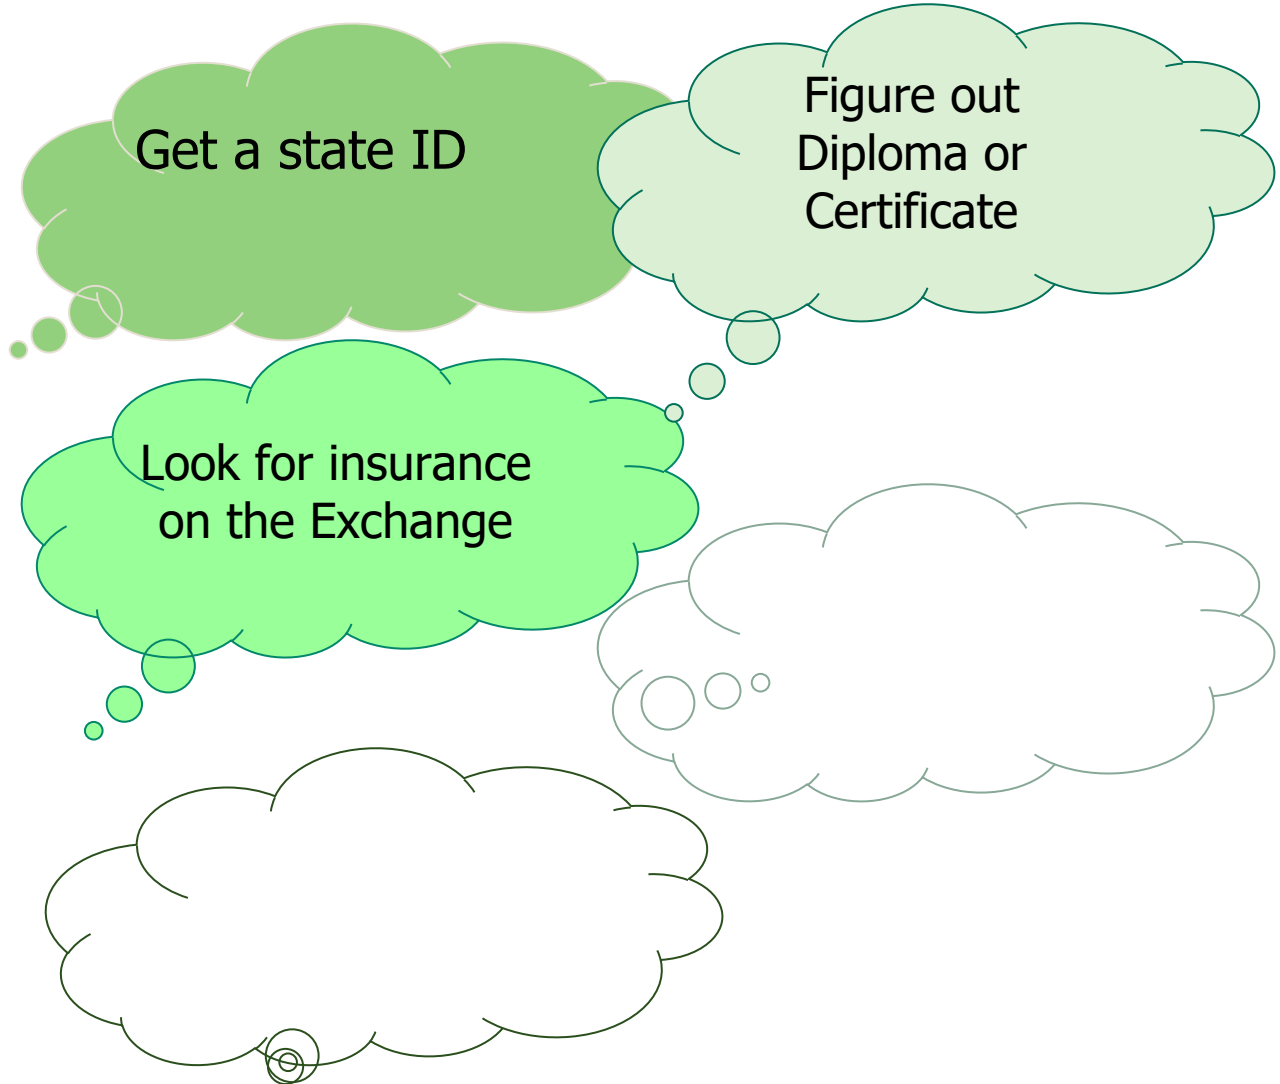 Get a state ID
Figure out
Diploma or
Certificate
Look for insurance
on the Exchange